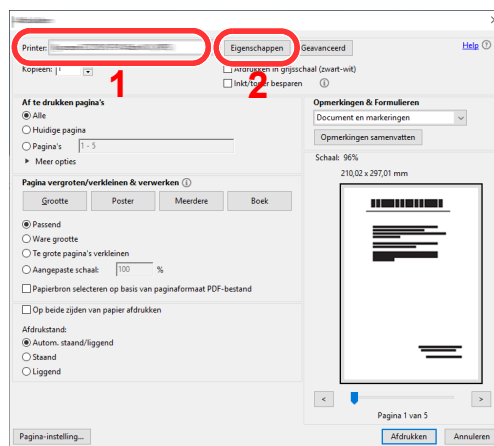 Printer:
Eigenschappen
Geavanceerd
Help
Kopieën: 1
Afdrukken in grijsschaal (zwart-wit)
1
2
Inkt/toner besparen
Af te drukken pagina's
Alle
Huidige pagina
Pagina's 1 - 5
Meer opties
Pagina vergroten/verkleinen & verwerken
Grootte Poster Meerdere Boek
Passend
Ware grootte
Te grote pagina's verkleinen
Aangepaste schaal: 100 %
Papierbron selecteren op basis van paginaformaat PDF-bestand
Op beide zijden van papier afdrukken
Afdrukstand:
Autom. staand/liggend
Staand
Liggend
Opmerkingen & Formulieren
Document en markeringen
Opmerkingen samenvatten
Schaal: 96%
210,02 x 297,01 mm
< >
Pagina 1 van 5
Pagina-instelling...
Afdrukken
Annuleren